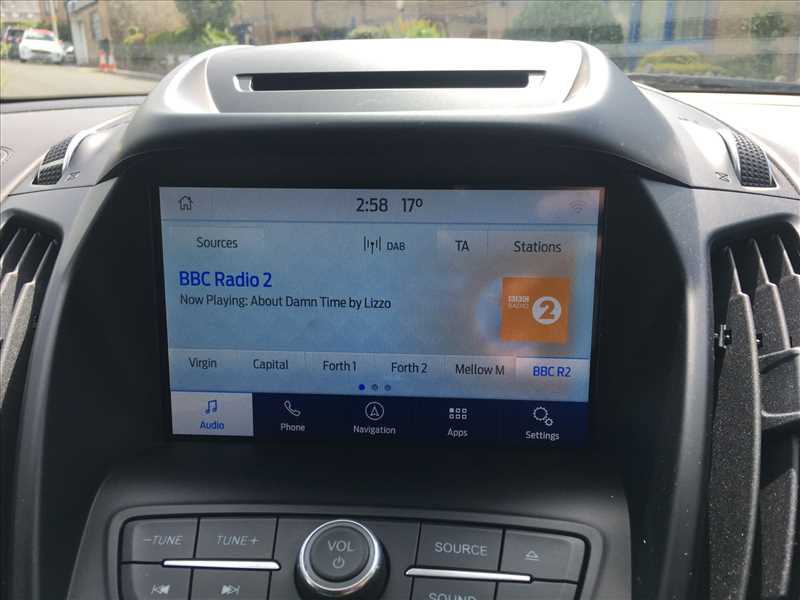 2:58 17°
Sources DAB TA Stations
BBC Radio 2
Now Playing: About Damn Time by Lizzo
BBC
RADIO
2
Virgin Capital Forth 1 Forth 2 Mellow M BBC R2
Audio Phone Navigation Apps Settings
-TUNE TUNE+ VOL SOURCE
SOUND